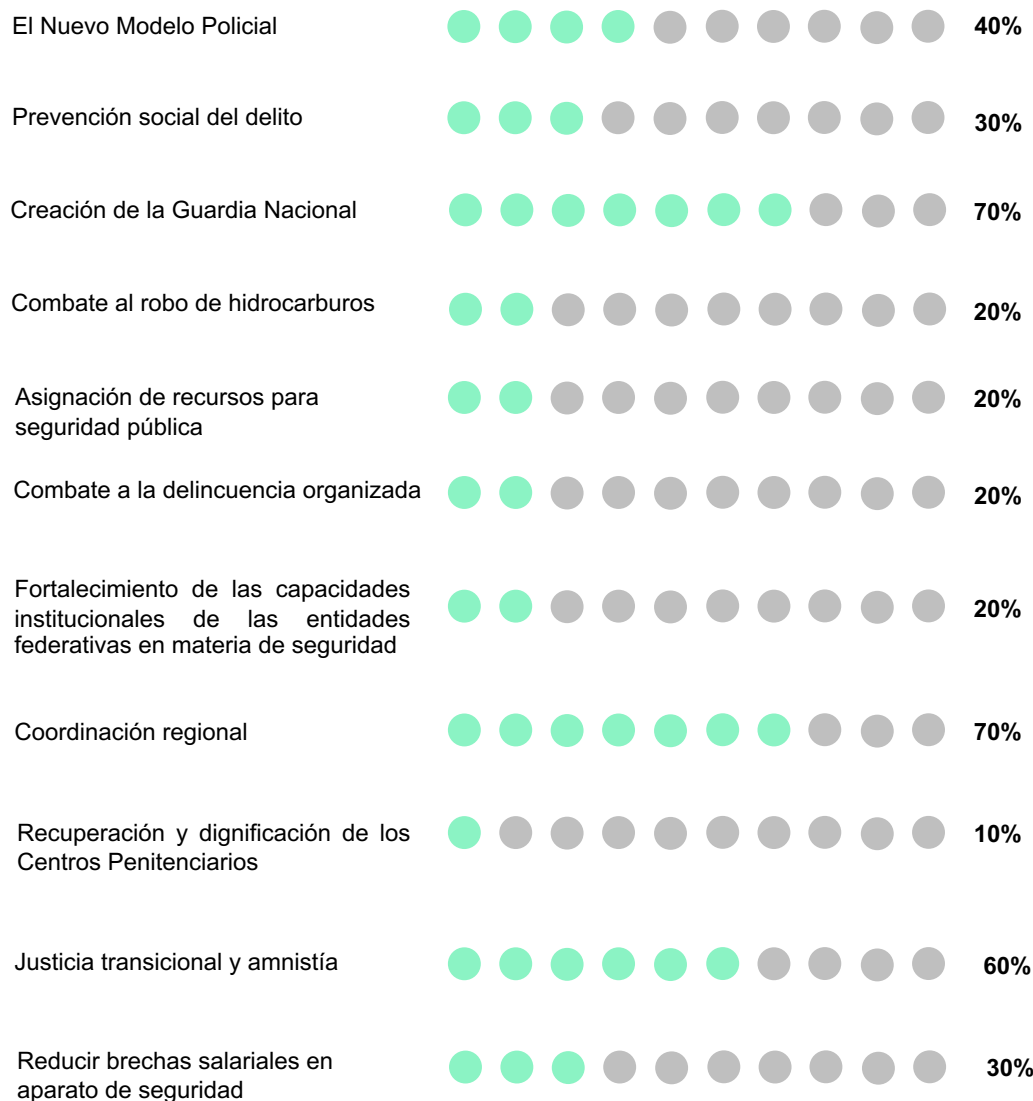 El Nuevo Modelo Policial 40%
Prevención social del delito 30%
Creación de la Guardia Nacional 70%
Combate al robo de hidrocarburos 20%
Asignación de recursos para
seguridad pública 20%
Combate a la delincuencia organizada 20%
Fortalecimiento de las capacidades
institucionales de las entidades
federativas en materia de seguridad 20%
Coordinación regional 70%
Recuperación y dignificación de los
Centros Penitenciarios 10%
Justicia transicional y amnistía 60%
Reducir brechas salariales en
aparato de seguridad 30%